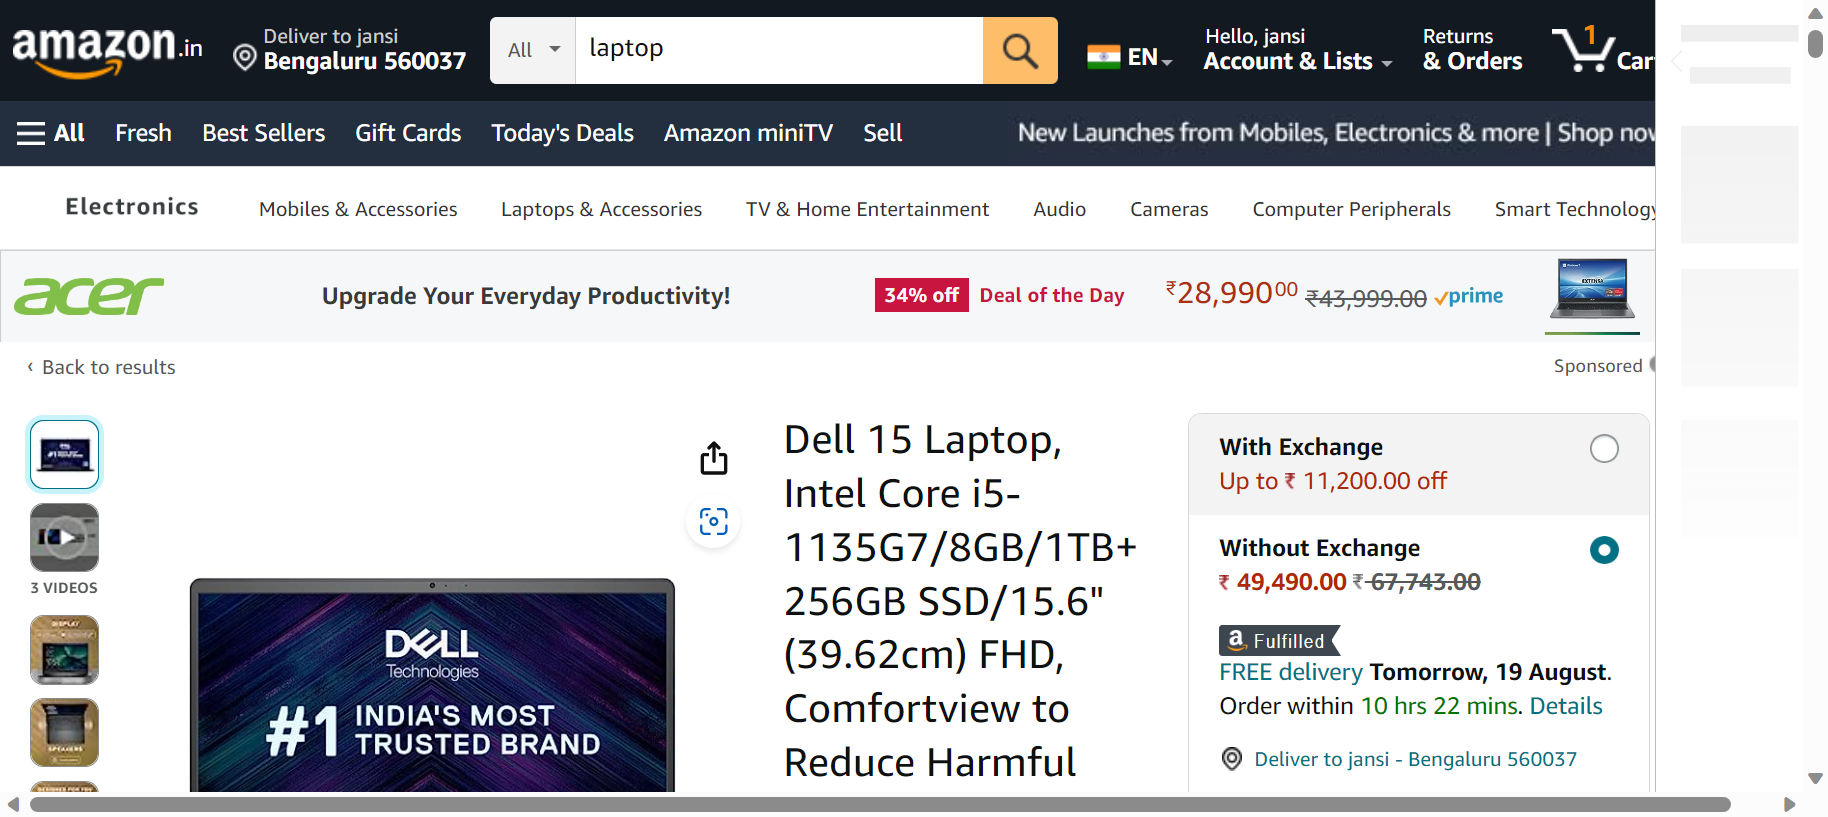 amazon.in
Deliver to jansi
Bengaluru 560037
All
laptop
EN
Hello, jansi
Account & Lists
Returns
& Orders
1
Car
All
Fresh
Best Sellers
Gift Cards
Today's Deals
Amazon miniTV
Sell
New Launches from Mobiles, Electronics & more | Shop now
Electronics
Mobiles & Accessories
Laptops & Accessories
TV & Home Entertainment
Audio
Cameras
Computer Peripherals
Smart Technology
acer
Upgrade Your Everyday Productivity!
34% off
Deal of the Day
₹28,99000
₹43,999.00
prime
EXTENSA
‹ Back to results
Sponsored
3 VIDEOS
DISPLAY
SPEAKERS
DELL
Technologies
#1 INDIA'S MOST
TRUSTED BRAND
Dell 15 Laptop,
Intel Core i5-
1135G7/8GB/1TB+
256GB SSD/15.6"
(39.62cm) FHD,
Comfortview to
Reduce Harmful
With Exchange
Up to ₹ 11,200.00 off
Without Exchange
₹ 49,490.00 ₹ 67,743.00
a Fulfilled
FREE delivery Tomorrow, 19 August.
Order within 10 hrs 22 mins. Details
Deliver to jansi - Bengaluru 560037